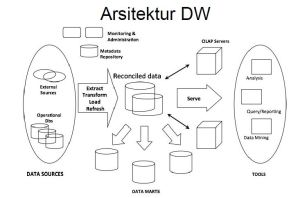 Arsitektur DW
Monitoring &
Administration
Metadata
Repository
OLAP Servers
Reconciled data
External
Sources
Operational
Dbs
Extract
Transform
Load
Refresh
Serve
Analysis
Query/Reporting
Data Mining
DATA SOURCES
DATA MARTS
TOOLS